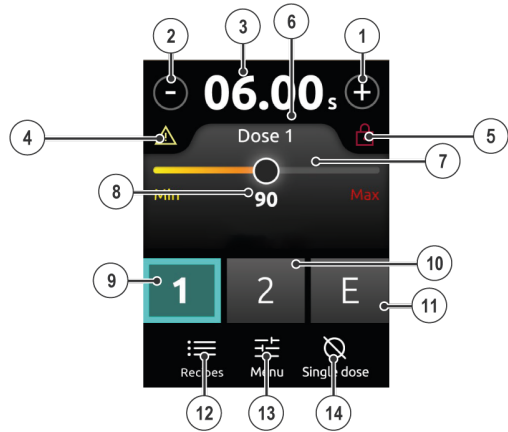 2 3 6 1
- 06.00s +
4 Dose 1 5
7
8 Min 90 Max
9 1 2 E 10
11
Recipes Menu Single dose
12 13 14